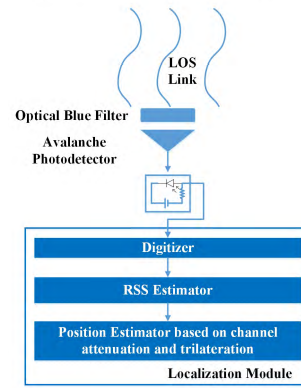 LOS
Link
Optical Blue Filter
Avalanche
Photodetector
Digitizer
RSS Estimator
Position Estimator based on channel
attenuation and trilateration
Localization Module